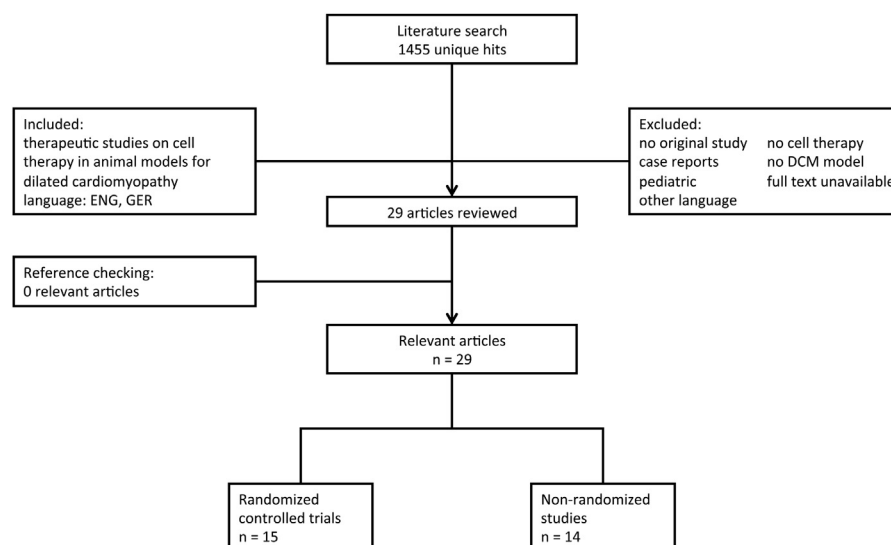 Literature search
1455 unique hits
Included:
therapeutic studies on cell
therapy in animal models for
dilated cardiomyopathy
language: ENG, GER
Excluded:
no original study no cell therapy
case reports no DCM model
pediatric full text unavailable
other language
29 articles reviewed
Reference checking:
0 relevant articles
Relevant articles
n = 29
Randomized
controlled trials
n = 15
Non-randomized
studies
n = 14